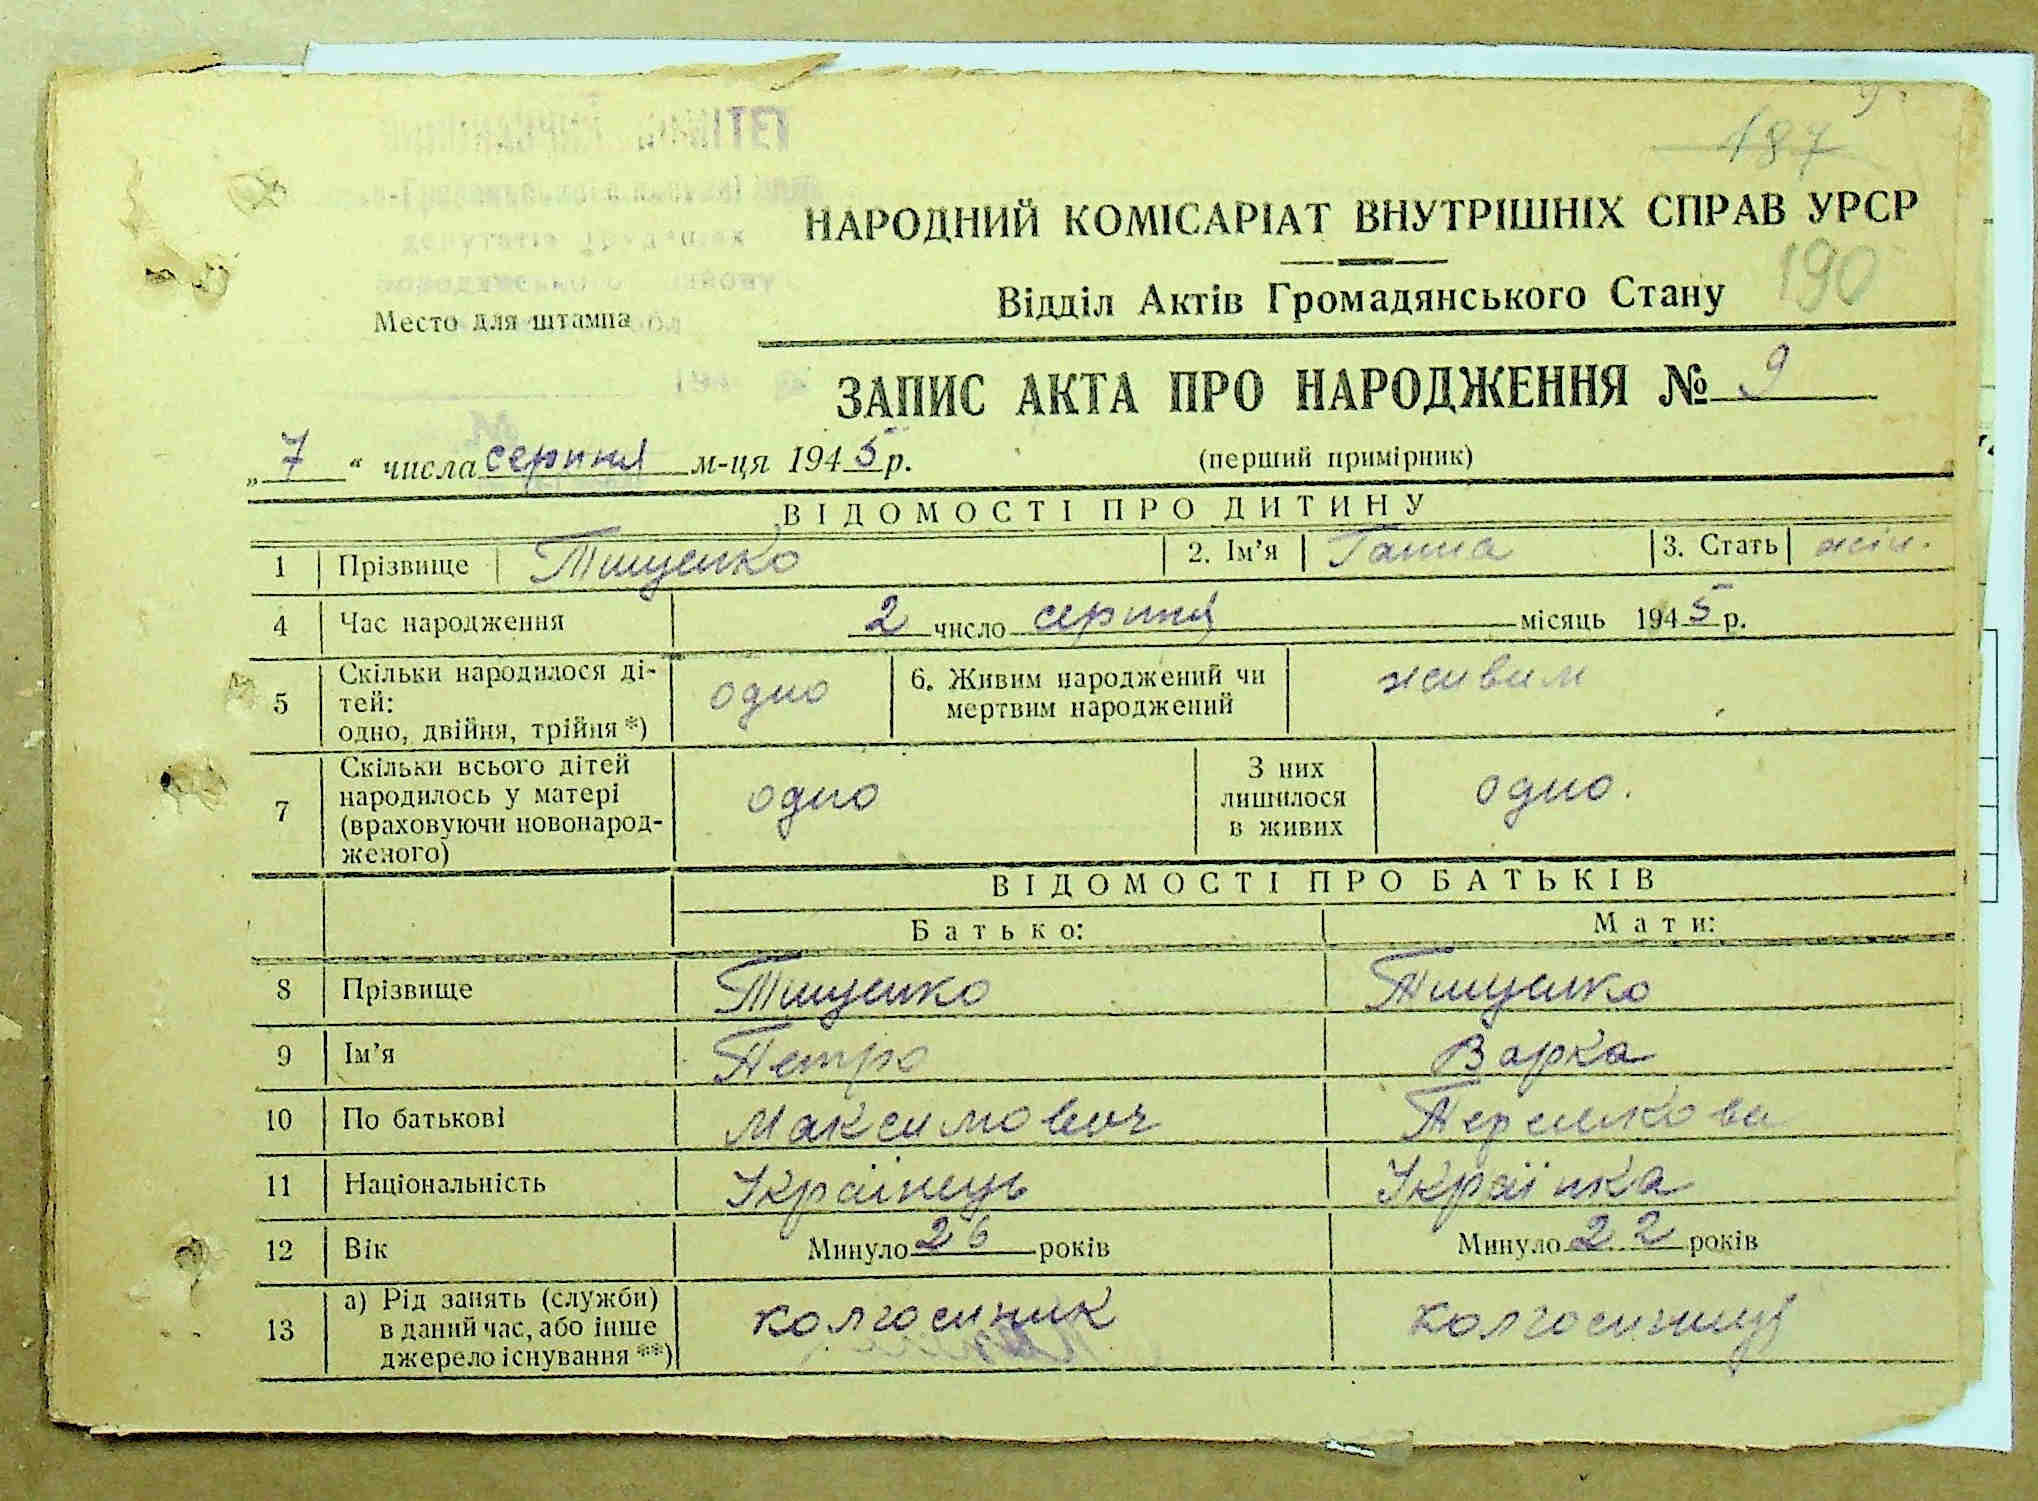 187
НАРОДНИЙ КОМІСАРІАТ ВНУТРІШНІХ СПРАВ УРСР
190
Відділ Актів Громадянського Стану
депутатів трудящих
Место для штампа
ЗАПИС АКТА ПРО НАРОДЖЕННЯ № 9
„7“ числа серпня м-ця 1945 р. (перший примірник)
ВІДОМОСТІ ПРО ДИТИНУ
1 Прізвище Тищенко 2. Ім’я Ганна 3. Стать жін.
4 Час народження 2 число серпня місяць 1945 р.
5 Скільки народилося ді-
тей:
одно, двійня, трійня *) одно 6. Живим народжений чи
мертвим народжений живим
7 Скільки всього дітей
народилось у матері
(враховуючи новонарод-
женого) одно З них
лишилося
в живих одно.
ВІДОМОСТІ ПРО БАТЬКІВ
Батько: Мати:
8 Прізвище Тищенко Тищенко
9 Ім’я Петро Варка
10 По батькові Максимович
11 Національність Українець Українка
12 Вік Минуло 26 років Минуло 22 років
13 а) Рід занять (служби)
в даний час, або інше
джерело існування **) колгоспник колгоспниця